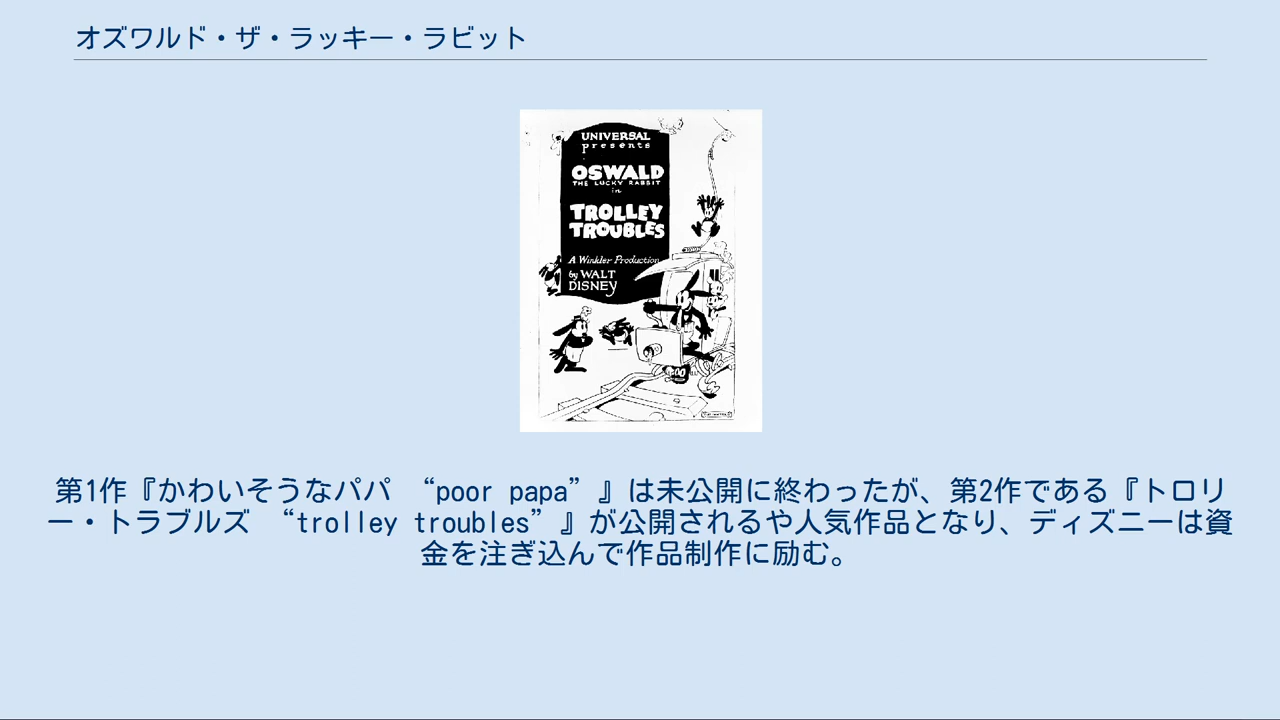 オズワルド・ザ・ラッキー・ラビット
UNIVERSAL
presents
OSWALD
THE LUCKY RABBIT
in
TROLLEY
TROUBLES
A Winkler Production
by WALT
DISNEY
第1作『かわいそうなパパ “poor papa”』は未公開に終わったが、第2作である『トロリ
ー・トラブルズ “trolley troubles”』が公開されるや人気作品となり、ディズニーは資
金を注ぎ込んで作品制作に励む。